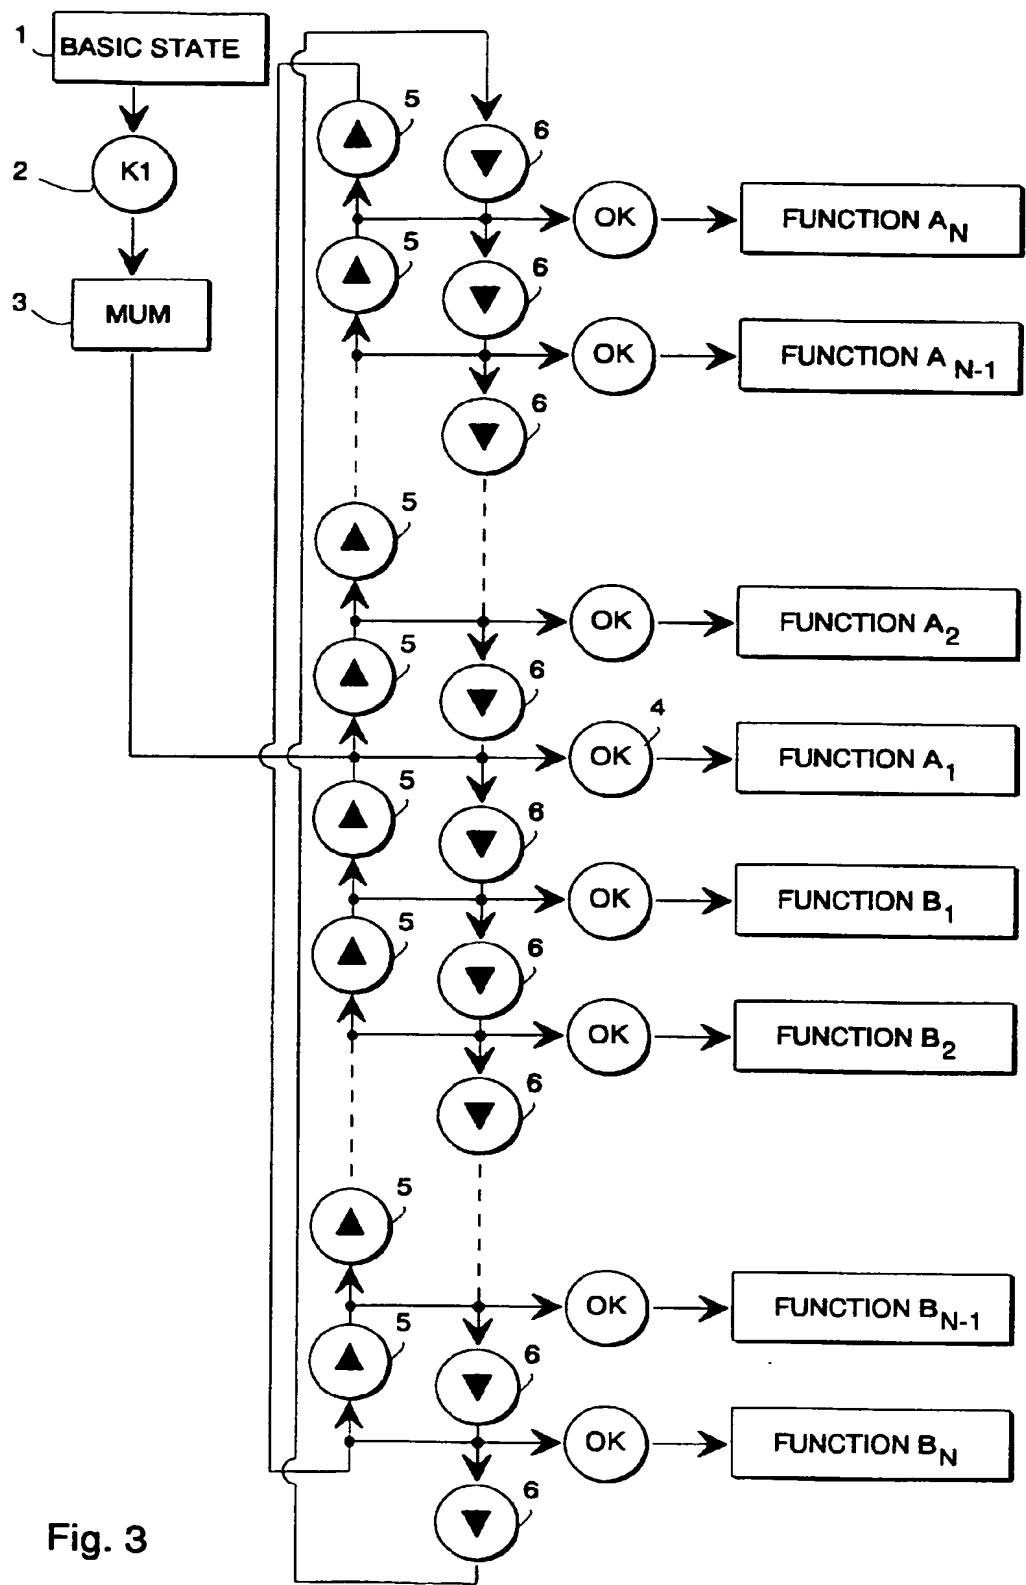 1 BASIC STATE
5
6
2 K1
OK FUNCTION A_N
5
6
3 MUM
OK FUNCTION A_N-1
6
5
OK FUNCTION A_2
5
6
4
OK FUNCTION A_1
5
6
OK FUNCTION B_1
5
6
OK FUNCTION B_2
6
5
OK FUNCTION B_N-1
5
6
OK FUNCTION B_N
6
Fig. 3